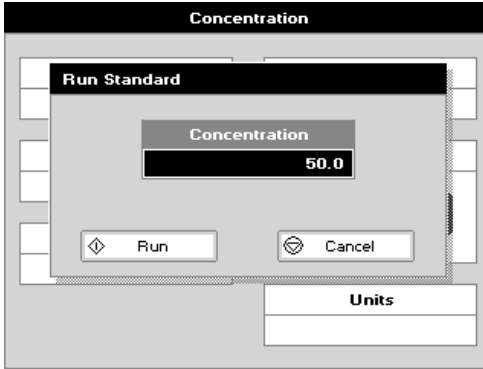 Concentration
Run Standard
Concentration
50.0
Run
Cancel
Units